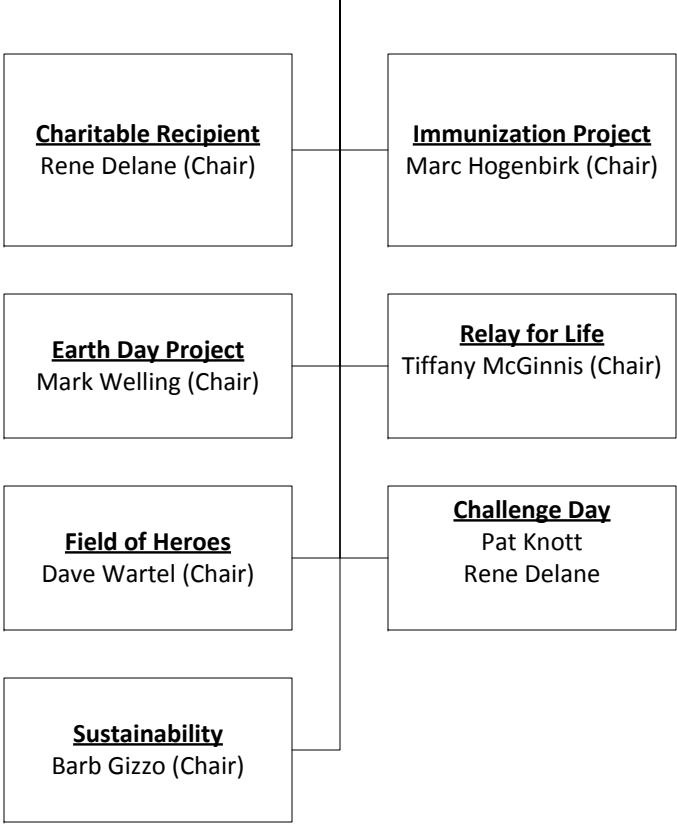 Charitable Recipient
Rene Delane (Chair)
Immunization Project
Marc Hogenbirk (Chair)
Earth Day Project
Mark Welling (Chair)
Relay for Life
Tiffany McGinnis (Chair)
Field of Heroes
Dave Wartel (Chair)
Challenge Day
Pat Knott
Rene Delane
Sustainability
Barb Gizzo (Chair)